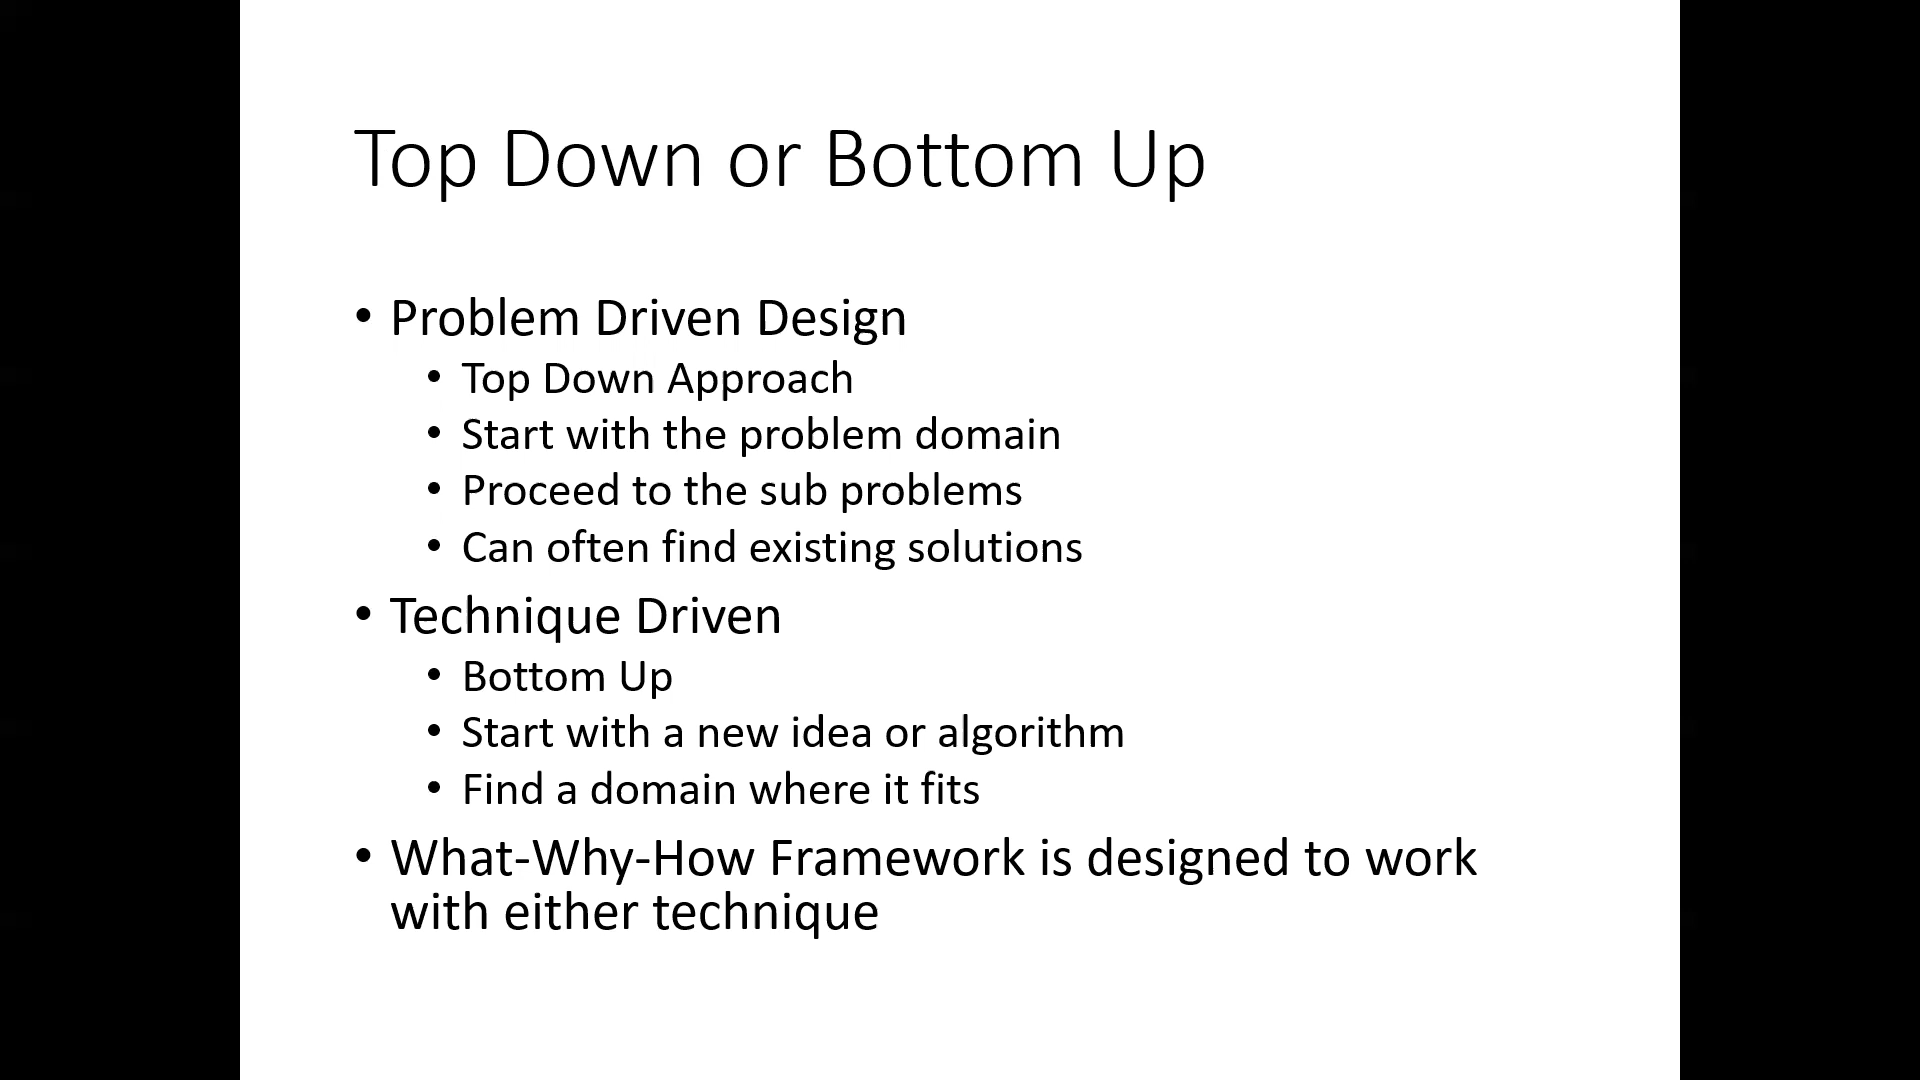 Top Down or Bottom Up
• Problem Driven Design
• Top Down Approach
• Start with the problem domain
• Proceed to the sub problems
• Can often find existing solutions
• Technique Driven
• Bottom Up
• Start with a new idea or algorithm
• Find a domain where it fits
• What-Why-How Framework is designed to work
with either technique